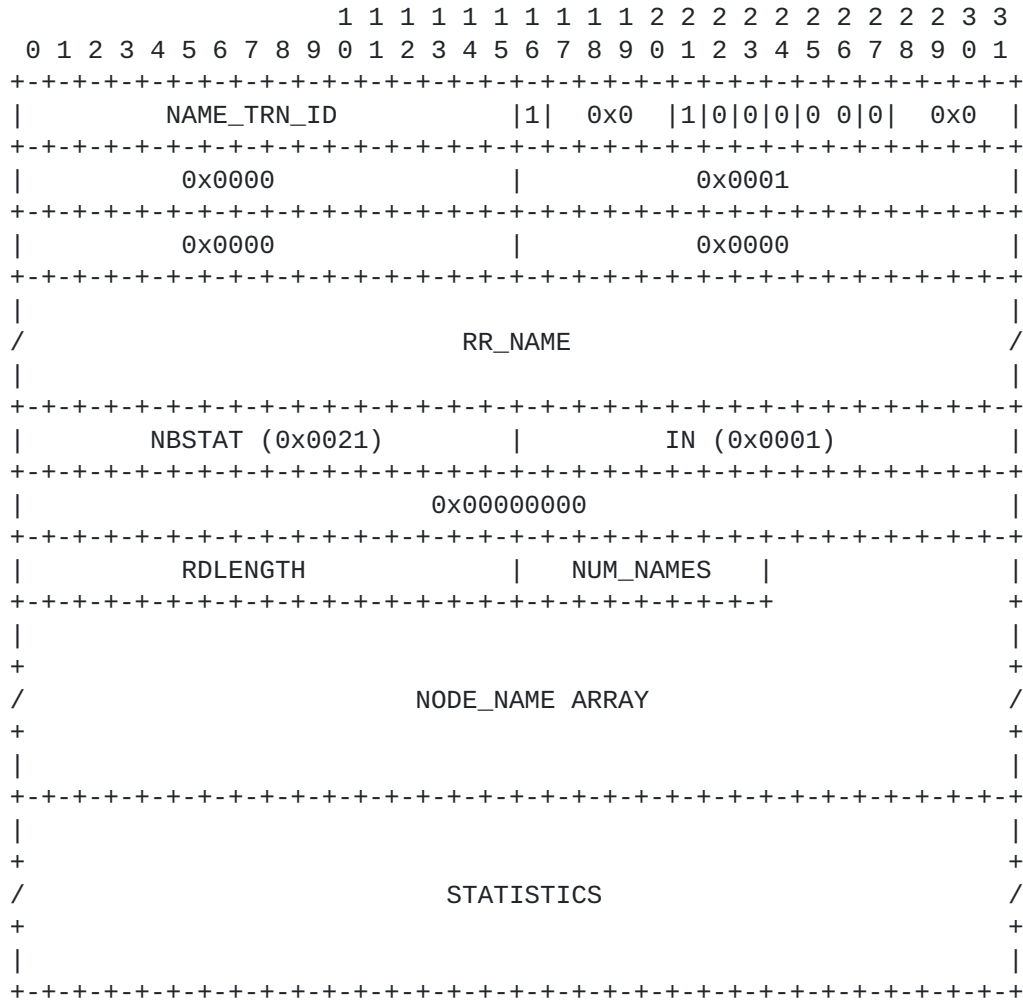 1 1 1 1 1 1 1 1 1 1 2 2 2 2 2 2 2 2 2 2 3 3
 0 1 2 3 4 5 6 7 8 9 0 1 2 3 4 5 6 7 8 9 0 1 2 3 4 5 6 7 8 9 0 1
+-+-+-+-+-+-+-+-+-+-+-+-+-+-+-+-+-+-+-+-+-+-+-+-+-+-+-+-+-+-+-+-+
|         NAME_TRN_ID           |1|  0x0  |1|0|0|0|0 0|0|  0x0  |
+-+-+-+-+-+-+-+-+-+-+-+-+-+-+-+-+-+-+-+-+-+-+-+-+-+-+-+-+-+-+-+-+
|          0x0000               |           0x0001              |
+-+-+-+-+-+-+-+-+-+-+-+-+-+-+-+-+-+-+-+-+-+-+-+-+-+-+-+-+-+-+-+-+
|          0x0000               |           0x0000              |
+-+-+-+-+-+-+-+-+-+-+-+-+-+-+-+-+-+-+-+-+-+-+-+-+-+-+-+-+-+-+-+-+
|                                                               |
/                            RR_NAME                            /
|                                                               |
+-+-+-+-+-+-+-+-+-+-+-+-+-+-+-+-+-+-+-+-+-+-+-+-+-+-+-+-+-+-+-+-+
|        NBSTAT (0x0021)        |         IN (0x0001)           |
+-+-+-+-+-+-+-+-+-+-+-+-+-+-+-+-+-+-+-+-+-+-+-+-+-+-+-+-+-+-+-+-+
|                          0x00000000                           |
+-+-+-+-+-+-+-+-+-+-+-+-+-+-+-+-+-+-+-+-+-+-+-+-+-+-+-+-+-+-+-+-+
|          RDLENGTH             |   NUM_NAMES   |               |
+-+-+-+-+-+-+-+-+-+-+-+-+-+-+-+-+-+-+-+-+-+-+-+-+               +
|                                                               |
+                                                               +
/                         NODE_NAME ARRAY                       /
+                                                               +
|                                                               |
+-+-+-+-+-+-+-+-+-+-+-+-+-+-+-+-+-+-+-+-+-+-+-+-+-+-+-+-+-+-+-+-+
|                                                               |
+                                                               +
/                           STATISTICS                          /
+                                                               +
|                                                               |
+-+-+-+-+-+-+-+-+-+-+-+-+-+-+-+-+-+-+-+-+-+-+-+-+-+-+-+-+-+-+-+-+